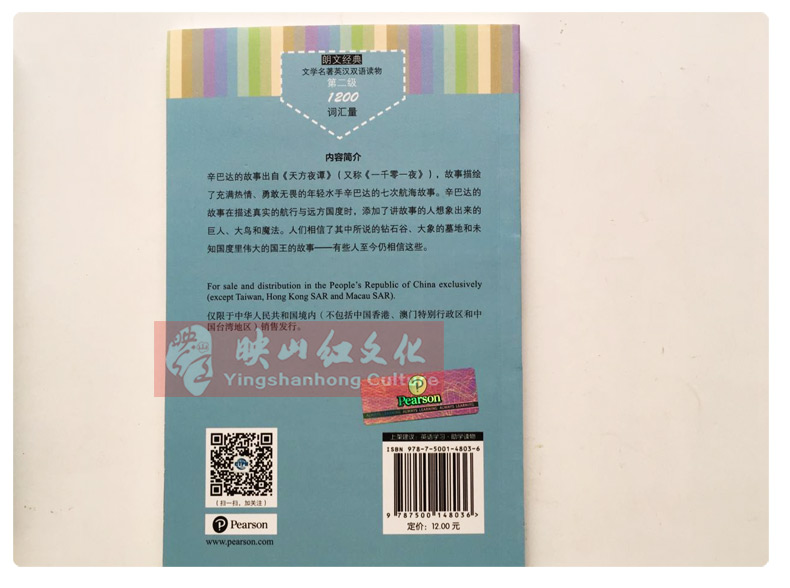 朗文经典
文学名著英汉双语读物
第二级
1200
词汇量
内容简介
辛巴达的故事出自《天方夜谭》（又称《一千零一夜》），故事描绘
了充满热情、勇敢无畏的年轻水手辛巴达的七次航海故事。辛巴达的
故事在描述真实的航行与远方国度时，添加了讲故事的人想象出来的
巨人、大鸟和魔法。人们相信了其中所说的钻石谷、大象的墓地和未
知国度里伟大的国王的故事——有些人至今仍相信这些。
For sale and distribution in the People's Republic of China exclusively
(except Taiwan, Hong Kong SAR and Macau SAR).
仅限于中华人民共和国境内（不包括中国香港、澳门特别行政区和中
国台湾地区）销售发行。
映山红文化
Yingshanhong Culture
Pearson
ALWAYS LEARNING
上架建议：英语学习·助学读物
ISBN 978-7-5001-4803-6
9 787500 148036 >
定价：12.00 元
（扫一扫，加关注）
Pearson
www.pearson.com